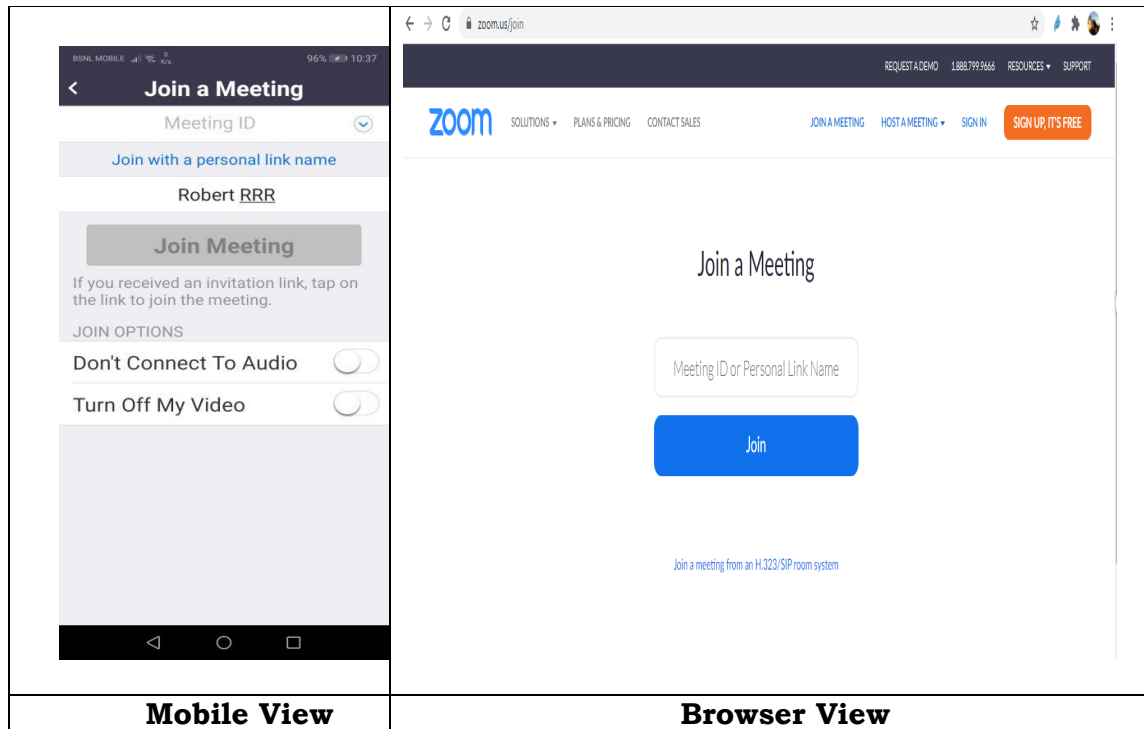 BSNL MOBILE 0 K/s 96% 10:37
Join a Meeting
Meeting ID
Join with a personal link name
Robert RRR
Join Meeting
If you received an invitation link, tap on
the link to join the meeting.
JOIN OPTIONS
Don't Connect To Audio
Turn Off My Video
Mobile View
zoom.us/join
REQUEST A DEMO 1.888.799.9666 RESOURCES SUPPORT
zoom SOLUTIONS PLANS & PRICING CONTACT SALES JOIN A MEETING HOST A MEETING SIGN IN SIGN UP, IT'S FREE
Join a Meeting
Meeting ID or Personal Link Name
Join
Join a meeting from an H.323/SIP room system
Browser View